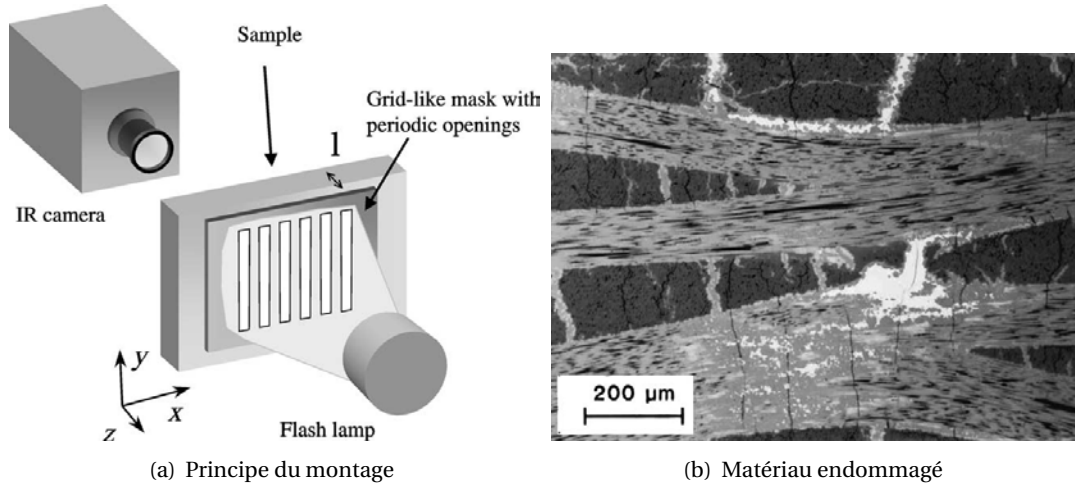 Sample
Grid-like mask with
periodic openings
l
IR camera
y
x
z
Flash lamp
200 µm
(a) Principe du montage
(b) Matériau endommagé